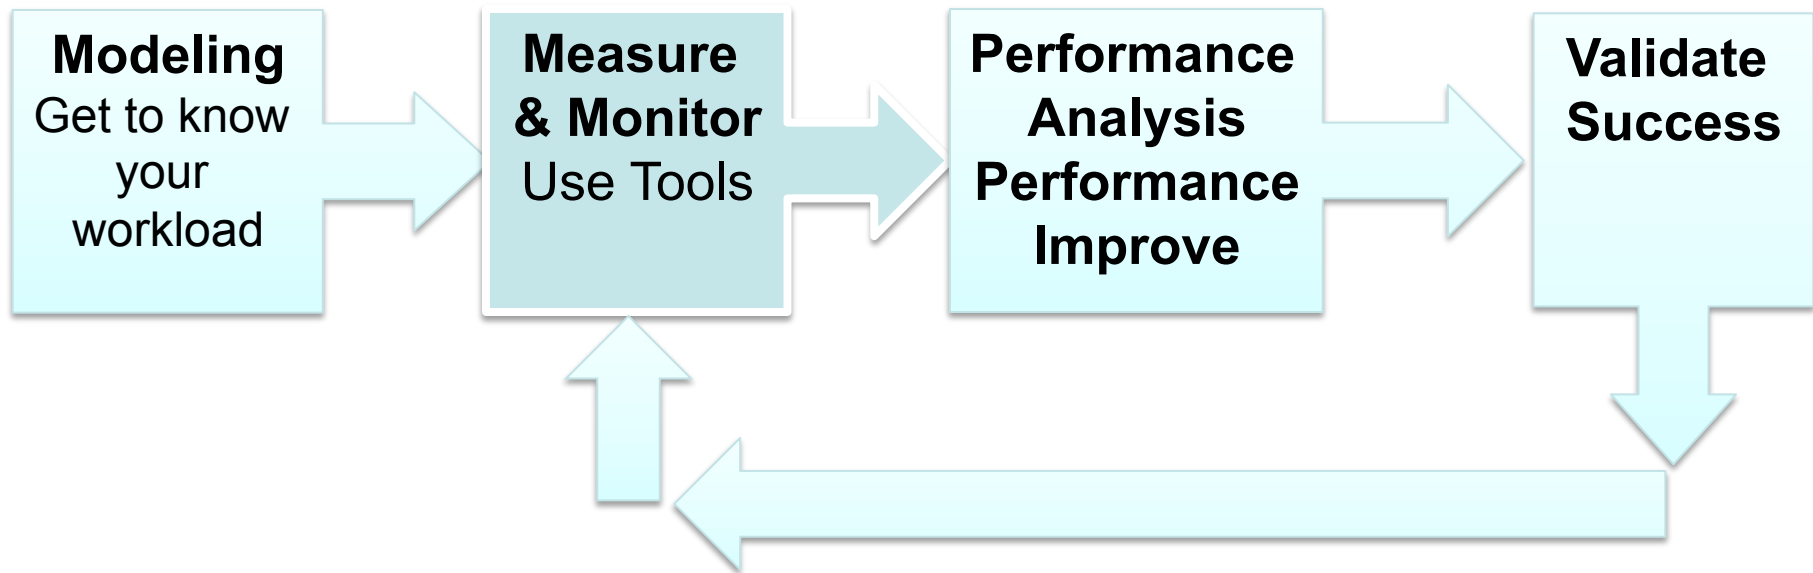 Modeling
Get to know
your
workload
Measure
& Monitor
Use Tools
Performance
Analysis
Performance
Improve
Validate
Success